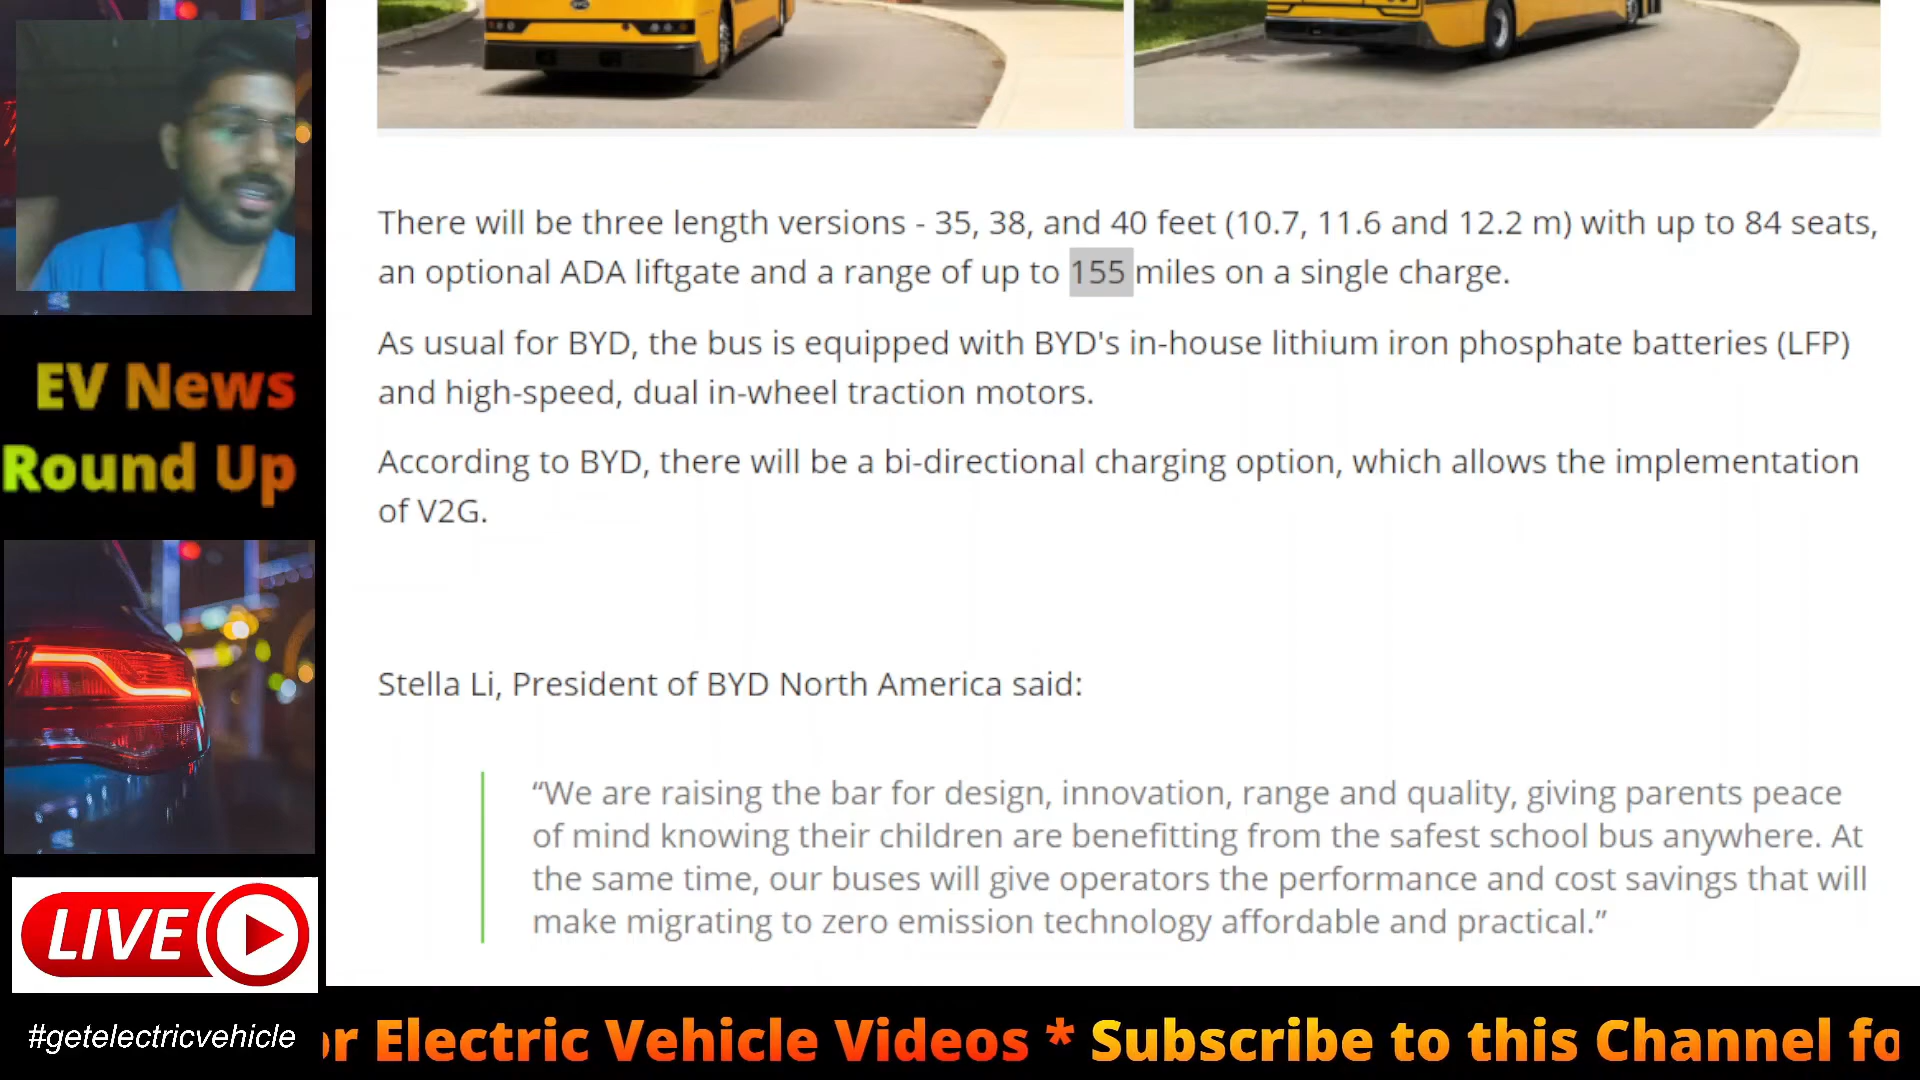 There will be three length versions - 35, 38, and 40 feet (10.7, 11.6 and 12.2 m) with up to 84 seats,
an optional ADA liftgate and a range of up to 155 miles on a single charge.
As usual for BYD, the bus is equipped with BYD's in-house lithium iron phosphate batteries (LFP)
and high-speed, dual in-wheel traction motors.
According to BYD, there will be a bi-directional charging option, which allows the implementation
of V2G.
Stella Li, President of BYD North America said:
“We are raising the bar for design, innovation, range and quality, giving parents peace
of mind knowing their children are benefitting from the safest school bus anywhere. At
the same time, our buses will give operators the performance and cost savings that will
make migrating to zero emission technology affordable and practical.”
EV News
Round Up
LIVE
#getelectricvehicle
or Electric Vehicle Videos * Subscribe to this Channel fo